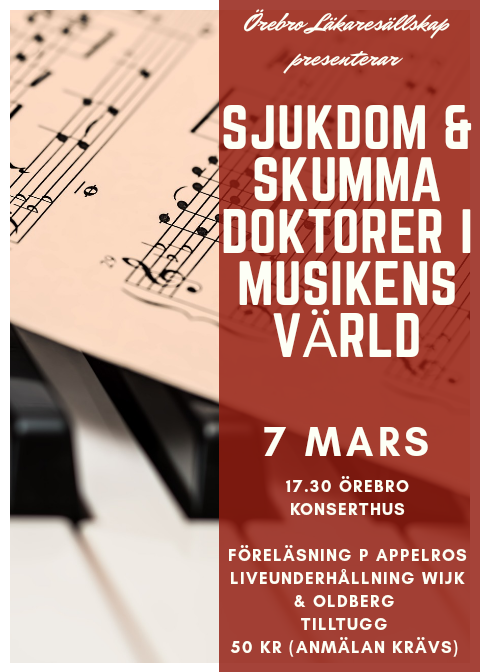 Örebro Läkaresällskap
presenterar
SJUKDOM &
SKUMMA
DOKTORER I
MUSIKENS
VÄRLD
7 MARS
17.30 ÖREBRO
KONSERTHUS
FÖRELÄSNING P APPELROS
LIVEUNDERHÅLLNING WIJK
& OLDBERG
TILLTUGG
50 KR (ANMÄLAN KRÄVS)